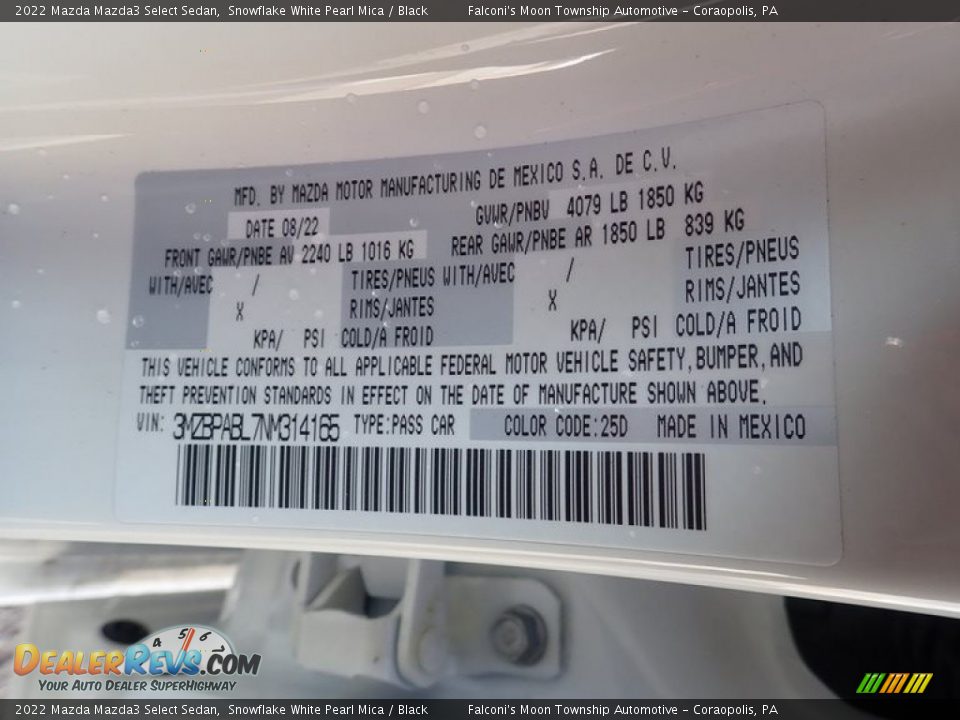 2022 Mazda Mazda3 Select Sedan, Snowflake White Pearl Mica / Black Falconi's Moon Township Automotive - Coraopolis, PA
MFD. BY MAZDA MOTOR MANUFACTURING DE MEXICO S.A. DE C.V.
DATE 08/22 GVWR/PNBV 4079 LB 1850 KG
FRONT GAWR/PNBE AV 2240 LB 1016 KG REAR GAWR/PNBE AR 1850 LB 839 KG
WITH/AVEC / TIRES/PNEUS WITH/AVEC / TIRES/PNEUS
X RIMS/JANTES X RIMS/JANTES
KPA/ PSI COLD/A FROID KPA/ PSI COLD/A FROID
THIS VEHICLE CONFORMS TO ALL APPLICABLE FEDERAL MOTOR VEHICLE SAFETY, BUMPER, AND
THEFT PREVENTION STANDARDS IN EFFECT ON THE DATE OF MANUFACTURE SHOWN ABOVE.
VIN: 3MZBPABL7NM314165 TYPE:PASS CAR COLOR CODE:25D MADE IN MEXICO
4 5 6
DEALERREVS.COM
YOUR AUTO DEALER SUPERHIGHWAY
2022 Mazda Mazda3 Select Sedan, Snowflake White Pearl Mica / Black Falconi's Moon Township Automotive - Coraopolis, PA